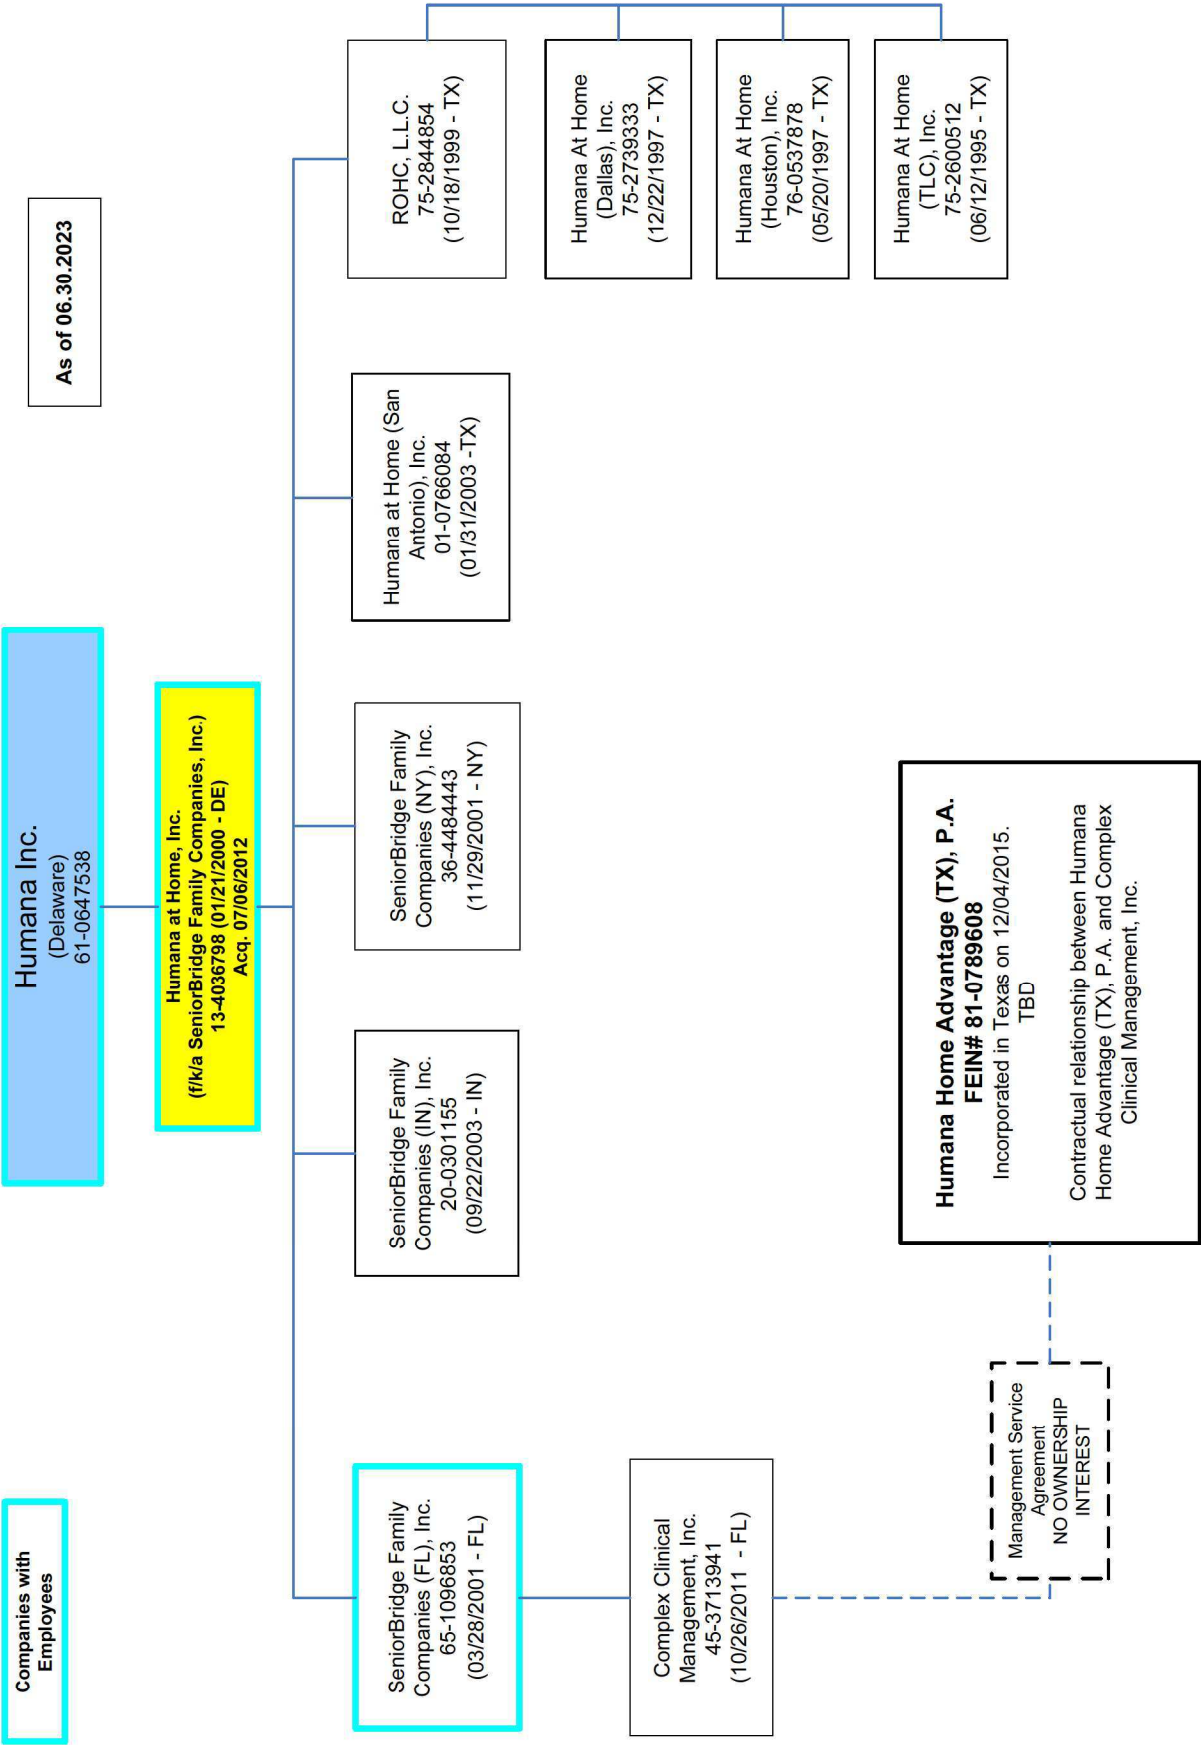 Companies with
Employees
Humana Inc.
(Delaware)
61-0647538
As of 06.30.2023
Humana at Home, Inc.
(f/k/a SeniorBridge Family Companies, Inc.)
13-4036798 (01/21/2000 - DE)
Acq. 07/06/2012
SeniorBridge Family
Companies (FL), Inc.
65-1096853
(03/28/2001 - FL)
SeniorBridge Family
Companies (IN), Inc.
20-0301155
(09/22/2003 - IN)
SeniorBridge Family
Companies (NY), Inc.
36-4484443
(11/29/2001 - NY)
Humana at Home (San
Antonio), Inc.
01-0766084
(01/31/2003 -TX)
ROHC, L.L.C.
75-2844854
(10/18/1999 - TX)
Humana At Home
(Dallas), Inc.
75-2739333
(12/22/1997 - TX)
Complex Clinical
Management, Inc.
45-3713941
(10/26/2011 - FL)
Humana At Home
(Houston), Inc.
76-0537878
(05/20/1997 - TX)
Humana At Home
(TLC), Inc.
75-2600512
(06/12/1995 - TX)
Management Service
Agreement
NO OWNERSHIP
INTEREST
Humana Home Advantage (TX), P.A.
FEIN# 81-0789608
Incorporated in Texas on 12/04/2015.
TBD
Contractual relationship between Humana
Home Advantage (TX), P.A. and Complex
Clinical Management, Inc.